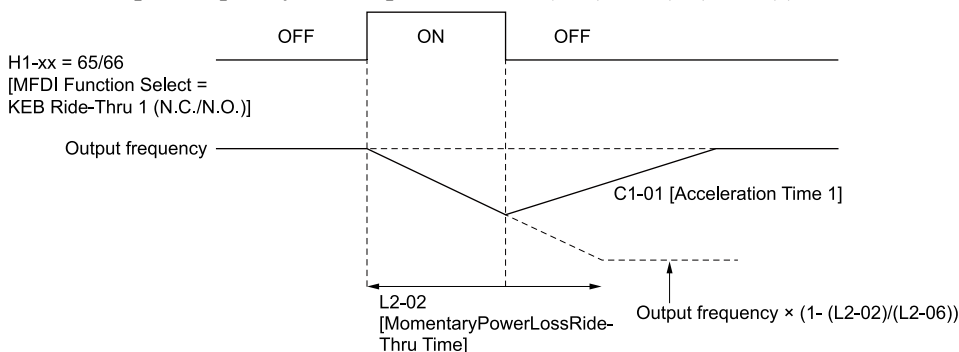 OFF
ON
OFF
H1-xx = 65/66
[MFDI Function Select =
KEB Ride-Thru 1 (N.C./N.O.)]
Output frequency
C1-01 [Acceleration Time 1]
L2-02
[MomentaryPowerLossRide-
Thru Time]
Output frequency × (1- (L2-02)/(L2-06))